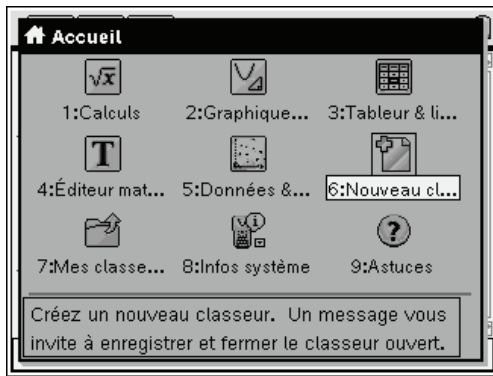 Accueil
1:Calculs
2:Graphique...
3:Tableur & li...
4:Éditeur mat...
5:Données &...
6:Nouveau cl...
7:Mes classe...
8:Infos système
9:Astuces
Créez un nouveau classeur. Un message vous
invite à enregistrer et fermer le classeur ouvert.